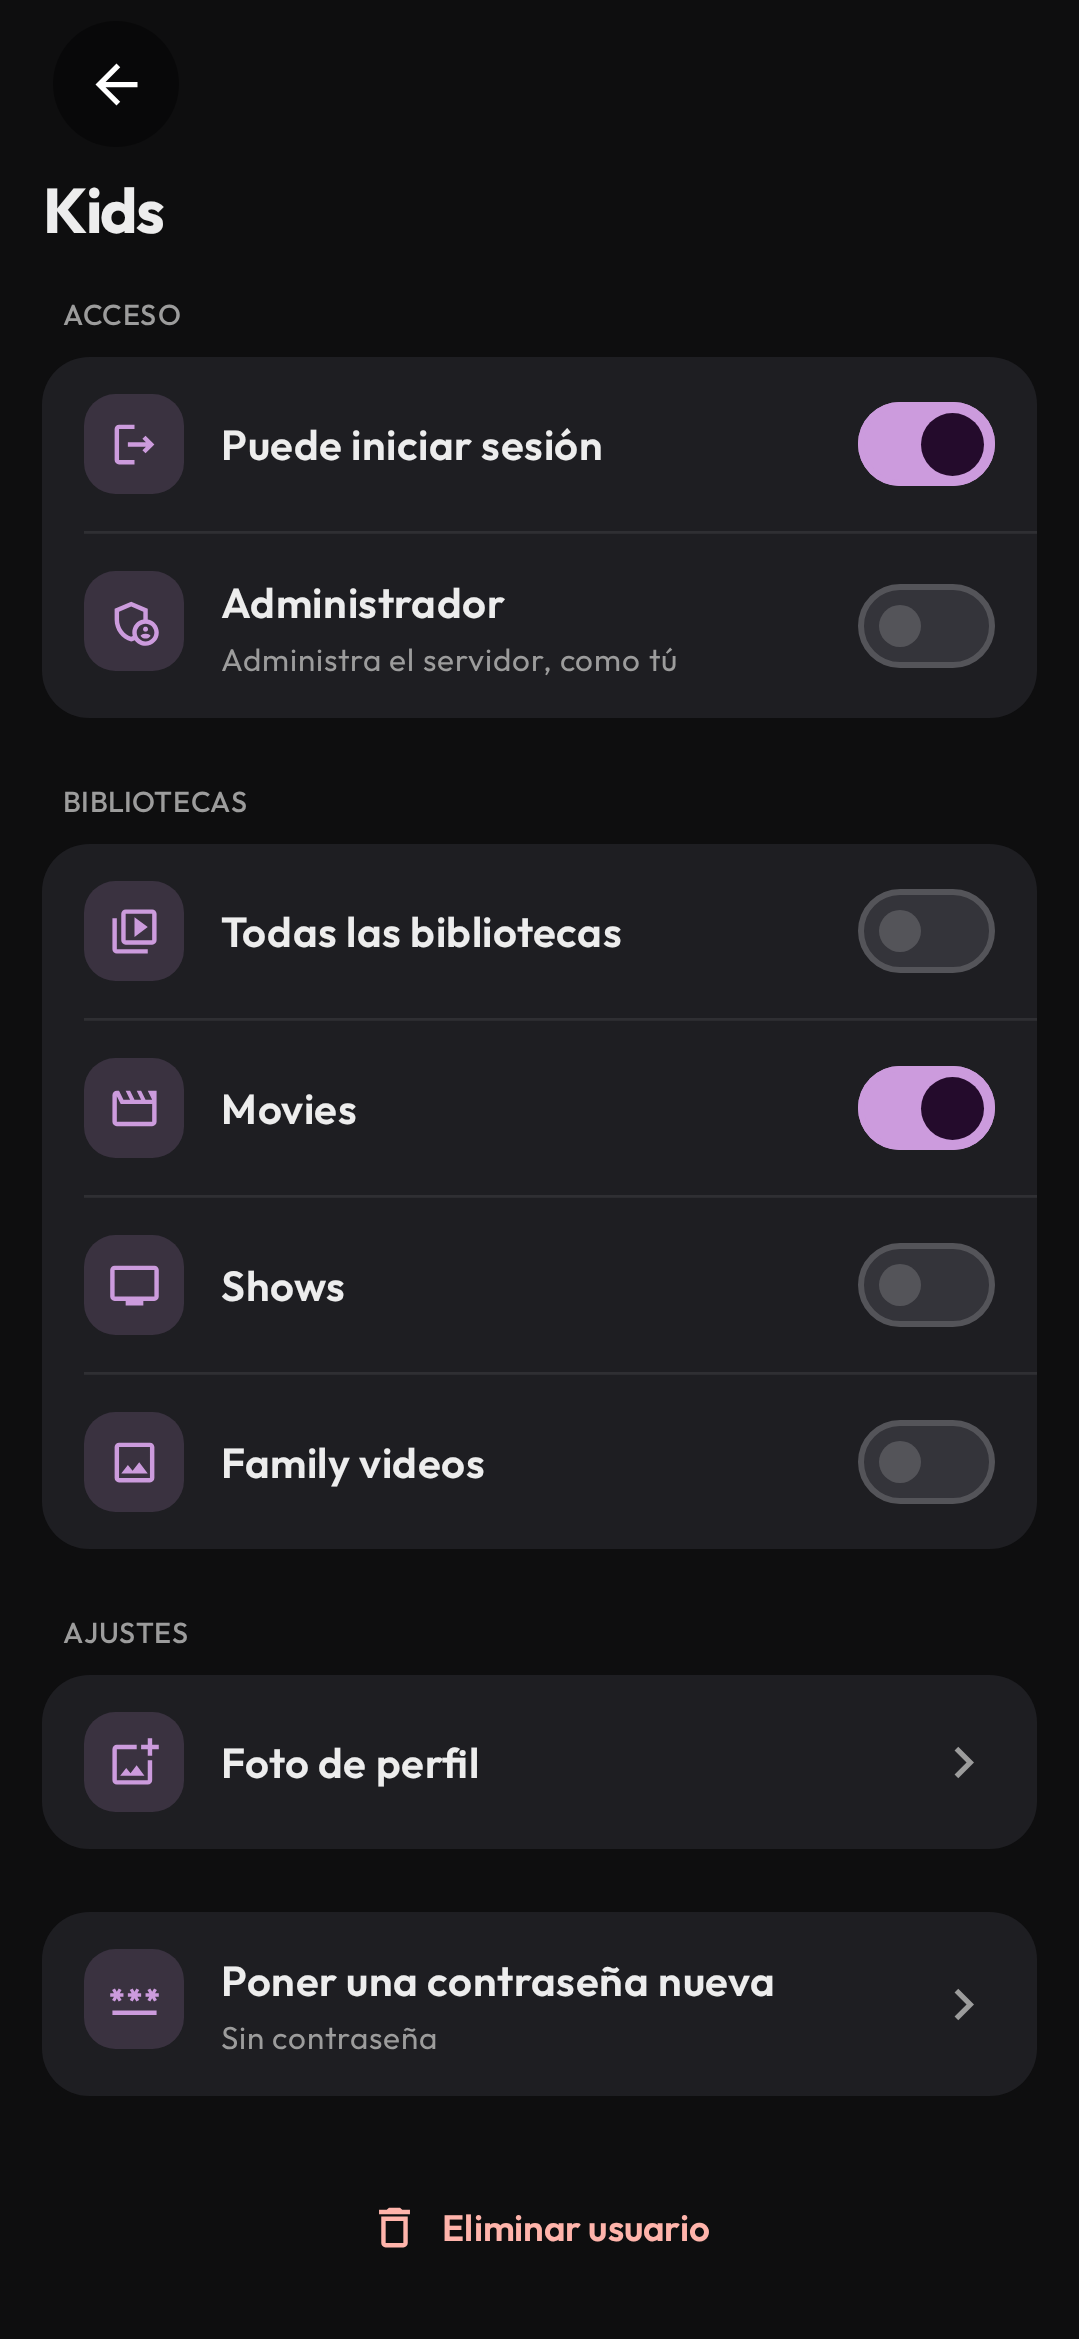 Kids
ACCESO
Puede iniciar sesión
Administrador
Administra el servidor, como tú
BIBLIOTECAS
Todas las bibliotecas
Movies
Shows
Family videos
AJUSTES
Foto de perfil
Poner una contraseña nueva
Sin contraseña
Eliminar usuario